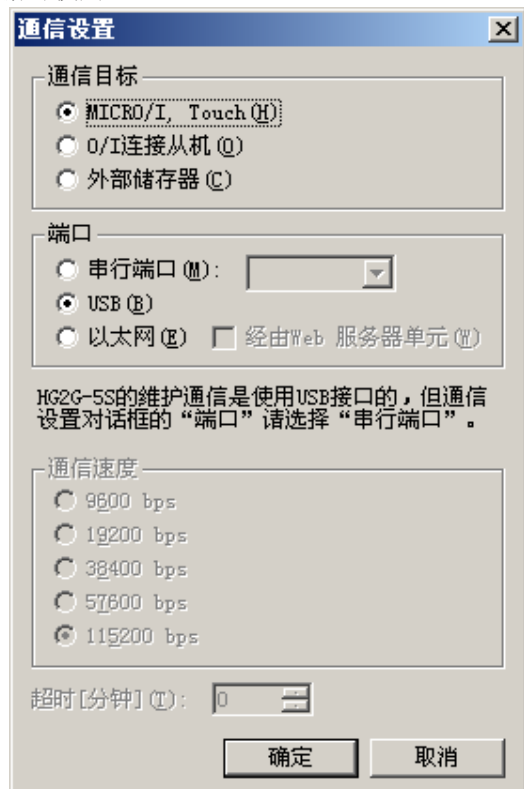 通信设置
通信目标
MICRO/I, Touch(H)
O/I连接从机(O)
外部储存器(C)
端口
串行端口(M):
USB(B)
以太网(E) 经由Web 服务器单元(W)
HG2G-5S的维护通信是使用USB接口的，但通信
设置对话框的“端口”请选择“串行端口”。
通信速度
9600 bps
19200 bps
38400 bps
57600 bps
115200 bps
超时[分钟](T): 0
确定 取消